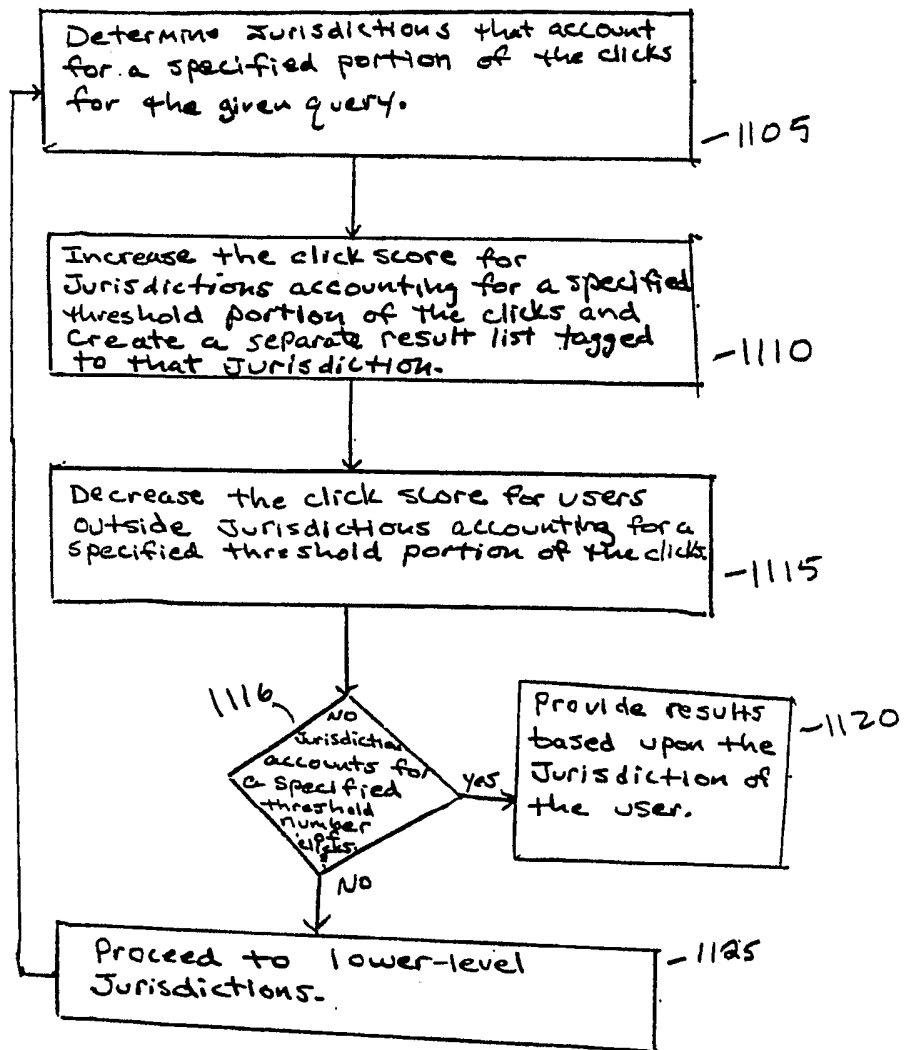 Determine Jurisdictions that account
for a specified portion of the clicks
for the given query.
-1105
Increase the click score for
Jurisdictions accounting for a specified
threshold portion of the clicks and
Create a separate result list tagged
to that Jurisdiction.
-1110
Decrease the click score for users
outside Jurisdictions accounting for a
specified threshold portion of the clicks.
-1115
1116
NO
Jurisdiction
accounts for
a specified
threshold
number
of
clicks.
yes
Provide results
based upon the
Jurisdiction of
the user.
-1120
NO
Proceed to lower-level
Jurisdictions.
-1125